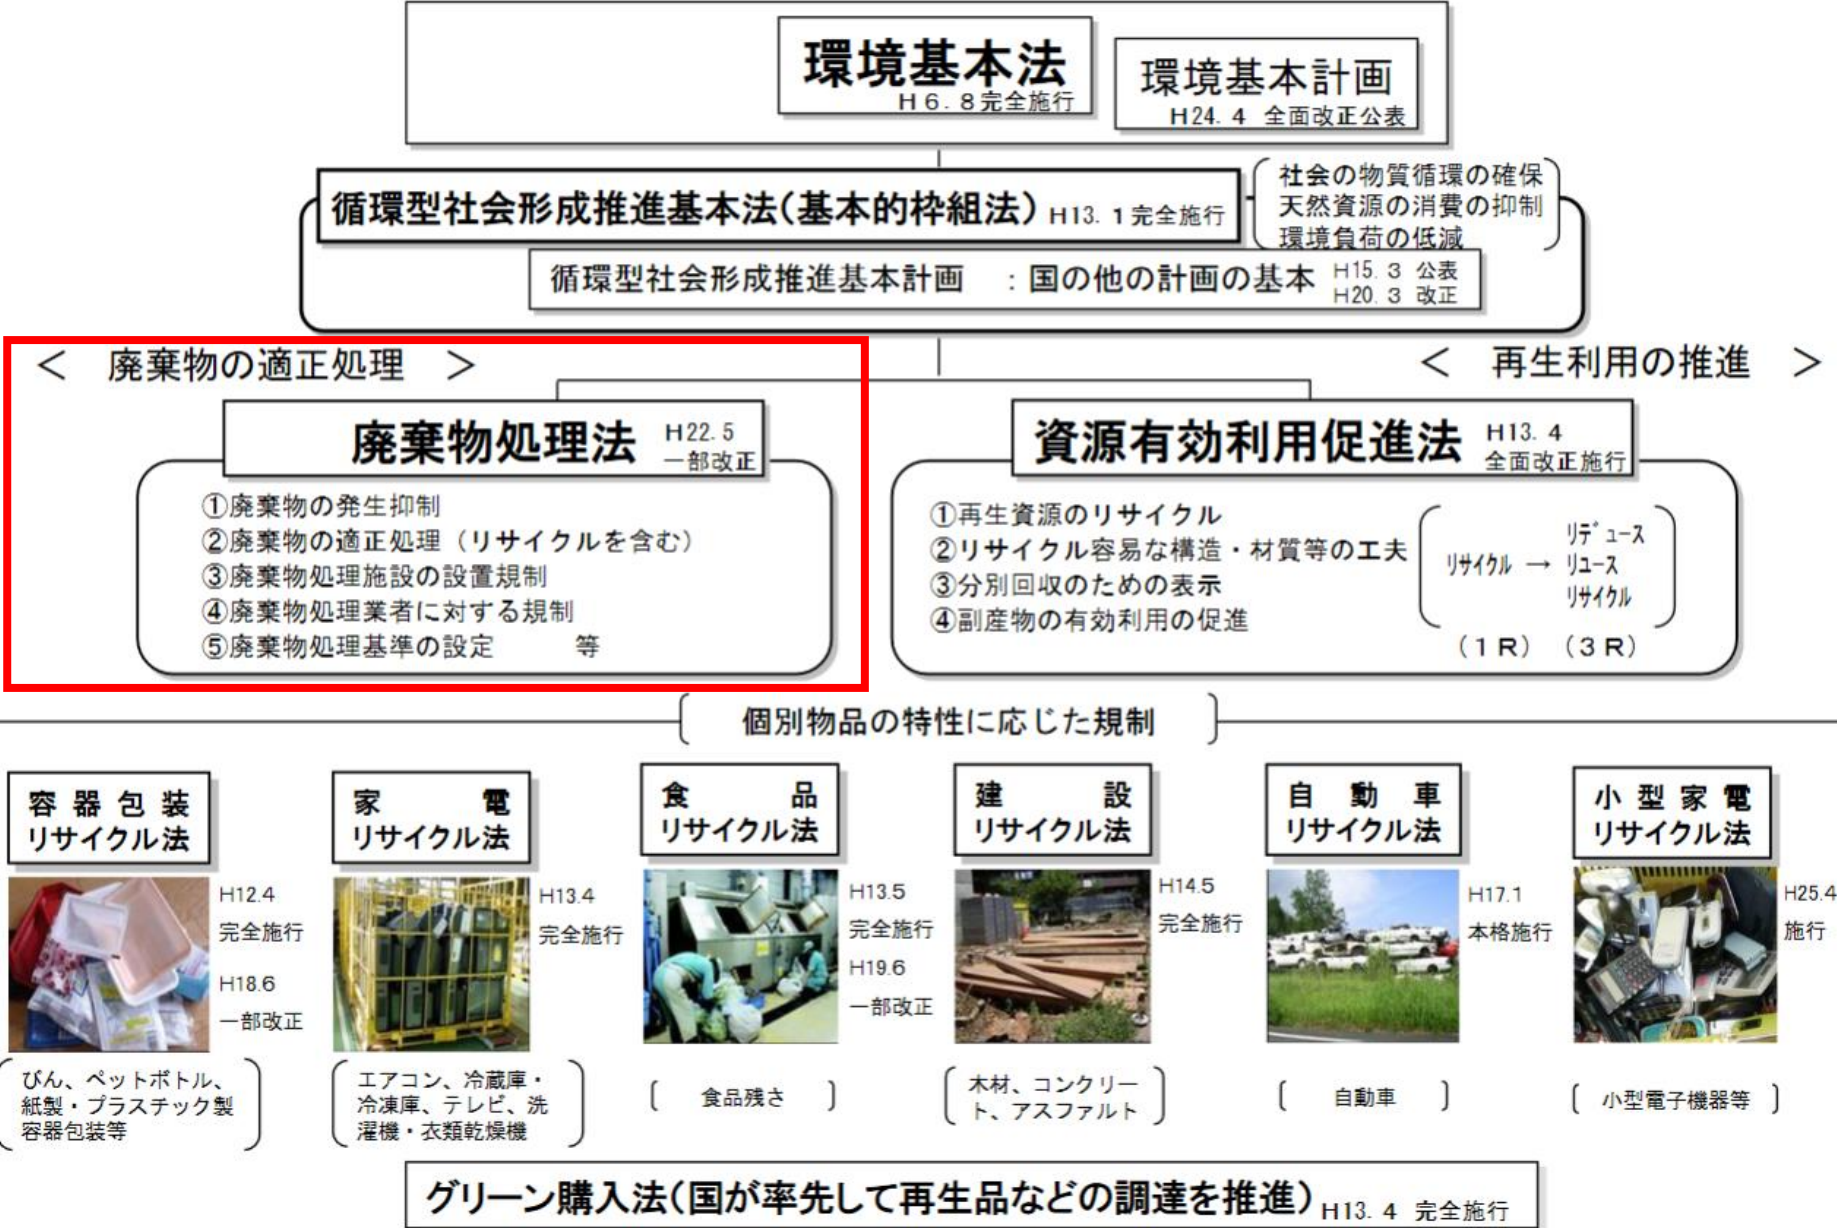 環境基本法
H6.8完全施行
環境基本計画
H24.4 全面改正公表
循環型社会形成推進基本法(基本的枠組法) H13.1完全施行
社会の物質循環の確保
天然資源の消費の抑制
環境負荷の低減
循環型社会形成推進基本計画 :国の他の計画の基本
H15.3 公表
H20.3 改正
< 廃棄物の適正処理 >
< 再生利用の推進 >
廃棄物処理法
H22.5
一部改正
①廃棄物の発生抑制
②廃棄物の適正処理(リサイクルを含む)
③廃棄物処理施設の設置規制
④廃棄物処理業者に対する規制
⑤廃棄物処理基準の設定 等
資源有効利用促進法
H13.4
全面改正施行
①再生資源のリサイクル
②リサイクル容易な構造・材質等の工夫
③分別回収のための表示
④副産物の有効利用の促進
ﾘｻｲｸﾙ → ﾘﾃﾞｭｰｽ
ﾘﾕｰｽ
ﾘｻｲｸﾙ
(1R) (3R)
個別物品の特性に応じた規制
容器包装
リサイクル法
H12.4
完全施行
H18.6
一部改正
びん、ペットボトル、
紙製・プラスチック製
容器包装等
家電
リサイクル法
H13.4
完全施行
エアコン、冷蔵庫・
冷凍庫、テレビ、洗
濯機・衣類乾燥機
食品
リサイクル法
H13.5
完全施行
H19.6
一部改正
食品残さ
建設
リサイクル法
H14.5
完全施行
木材、コンクリー
ト、アスファルト
自動車
リサイクル法
H17.1
本格施行
自動車
小型家電
リサイクル法
H25.4
施行
小型電子機器等
グリーン購入法(国が率先して再生品などの調達を推進) H13.4 完全施行